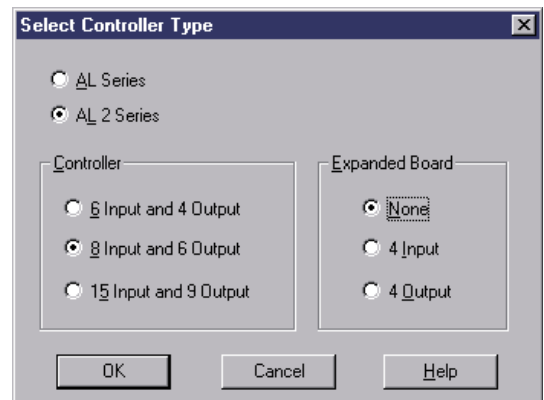 Select Controller Type
AL Series
AL 2 Series
Controller
6 Input and 4 Output
8 Input and 6 Output
15 Input and 9 Output
Expanded Board
None
4 Input
4 Output
OK
Cancel
Help